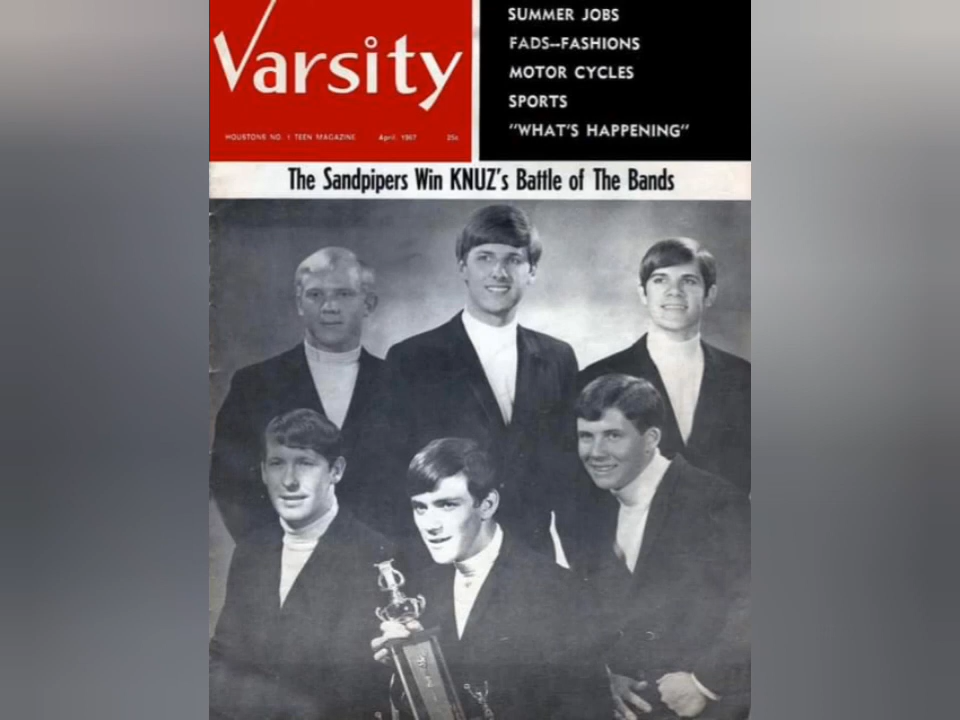 Varsity
HOUSTONS NO. 1 TEEN MAGAZINE April, 1967 25c
SUMMER JOBS
FADS--FASHIONS
MOTOR CYCLES
SPORTS
"WHAT'S HAPPENING"
The Sandpipers Win KNUZ's Battle of The Bands